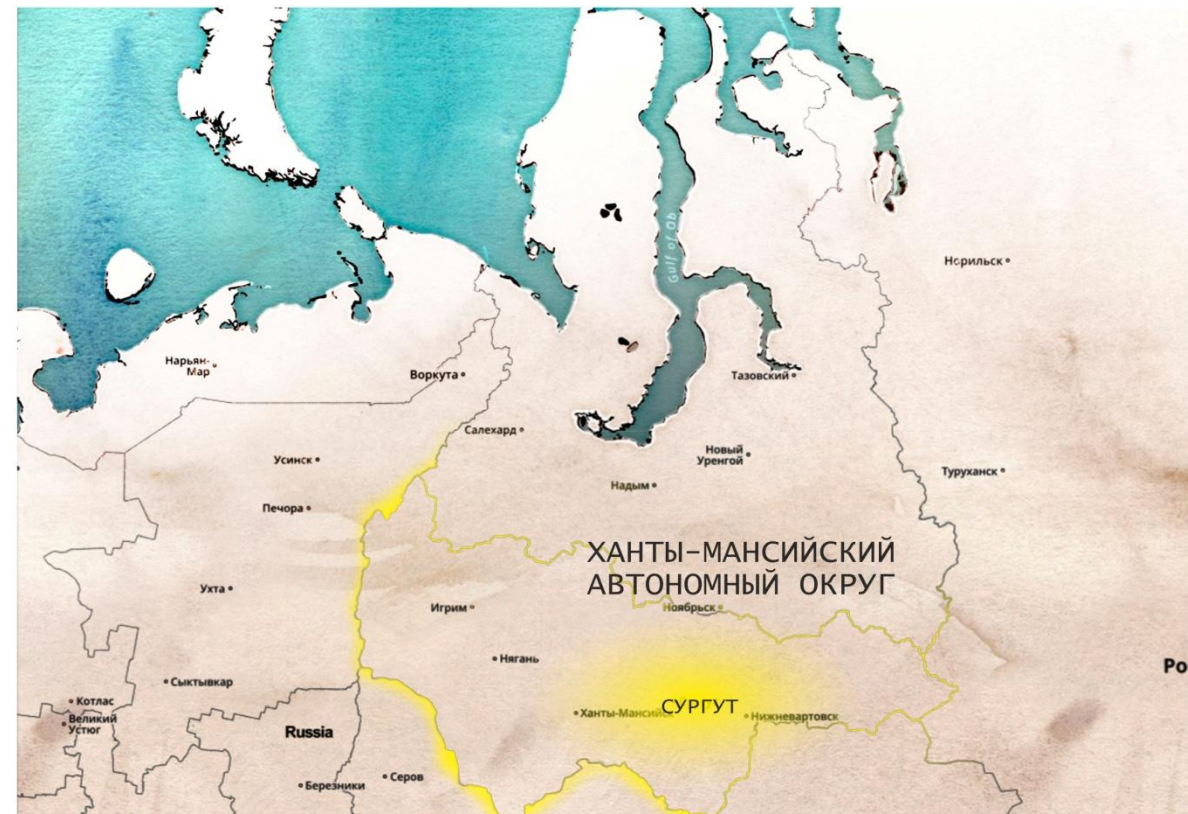 Gulf of Ob
Норильск
Нарьян-
Мар
Воркута
Тазовский
Салехард
Новый
Уренгой
Усинск
Туруханск
Надым
Печора
ХАНТЫ-МАНСИЙСКИЙ
АВТОНОМНЫЙ ОКРУГ
Ухта
Игрим
Ноябрьск
Нягань
Ро
Сыктывкар
Котлас
СУРГУТ
Ханты-Мансийск
Нижневартовск
Великий
Устюг
Russia
Серов
Березники